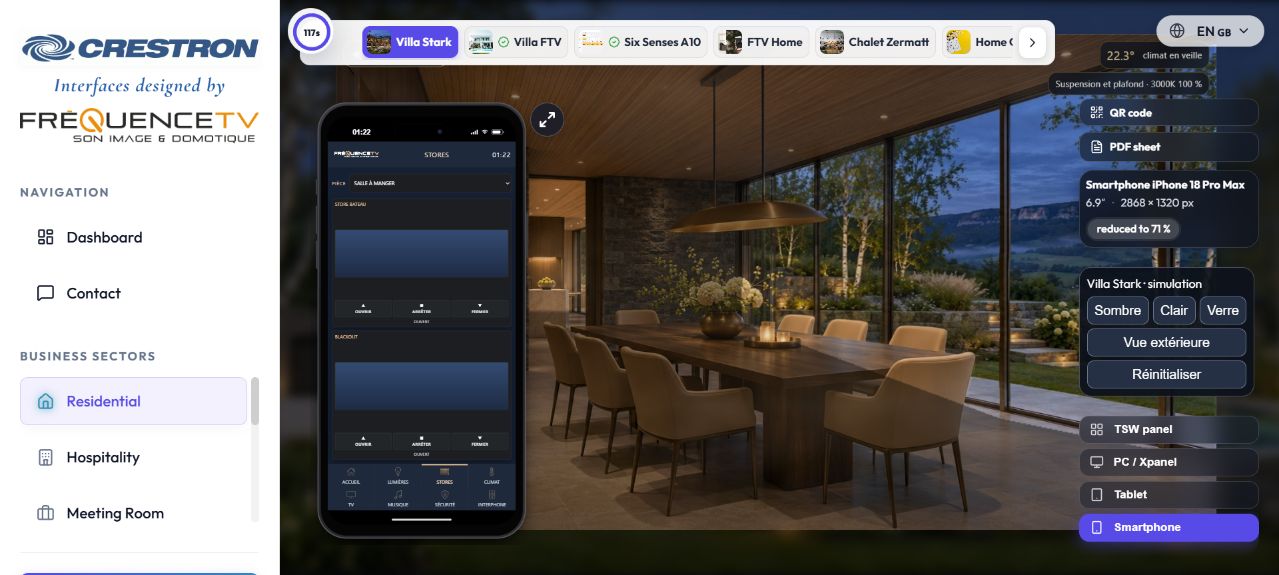 CRESTRON
Interfaces designed by
FRÉQUENCETV
SON IMAGE & DOMOTIQUE
NAVIGATION
Dashboard
Contact
BUSINESS SECTORS
Residential
Hospitality
Meeting Room
117s
Villa Stark
Villa FTV
Six Senses A10
FTV Home
Chalet Zermatt
Home
EN GB
22.3° climat en veille
Suspension et plafond · 3000K 100 %
QR code
PDF sheet
Smartphone iPhone 18 Pro Max
6.9" · 2868 × 1320 px
reduced to 71 %
Villa Stark · simulation
Sombre Clair Verre
Vue extérieure
Réinitialiser
TSW panel
PC / Xpanel
Tablet
Smartphone
01:22
FRÉQUENCETV STORES 01:22
PIÈCE SALLE À MANGER
STORE BATEAU
OUVRIR ARRÊTER FERMER
OUVERT
BLACKOUT
OUVRIR ARRÊTER FERMER
OUVERT
ACCUEIL LUMIÈRES STORES CLIMAT
TV MUSIQUE SÉCURITÉ INTERPHONE